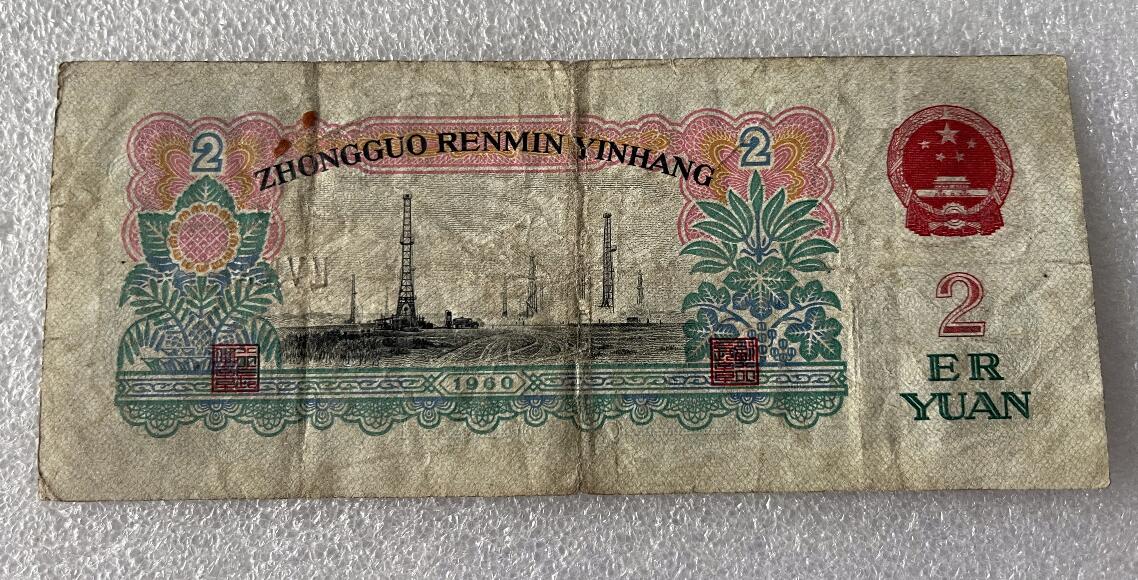 2
2
ZHONGGUO RENMIN YINHANG
2
ER
YUAN
1960